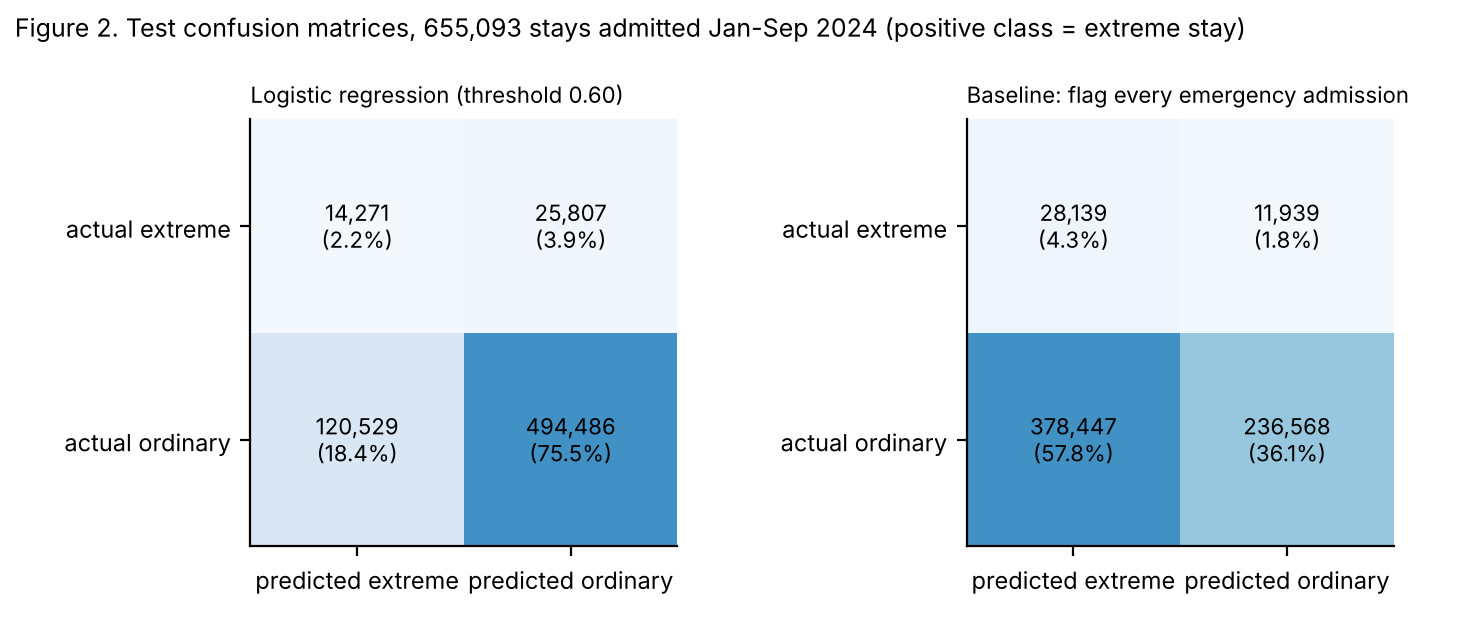 Figure 2. Test confusion matrices, 655,093 stays admitted Jan-Sep 2024 (positive class = extreme stay)
Logistic regression (threshold 0.60)
actual extreme
14,271
(2.2%)
25,807
(3.9%)
actual ordinary
120,529
(18.4%)
494,486
(75.5%)
predicted extreme
predicted ordinary
Baseline: flag every emergency admission
actual extreme
28,139
(4.3%)
11,939
(1.8%)
actual ordinary
378,447
(57.8%)
236,568
(36.1%)
predicted extreme
predicted ordinary